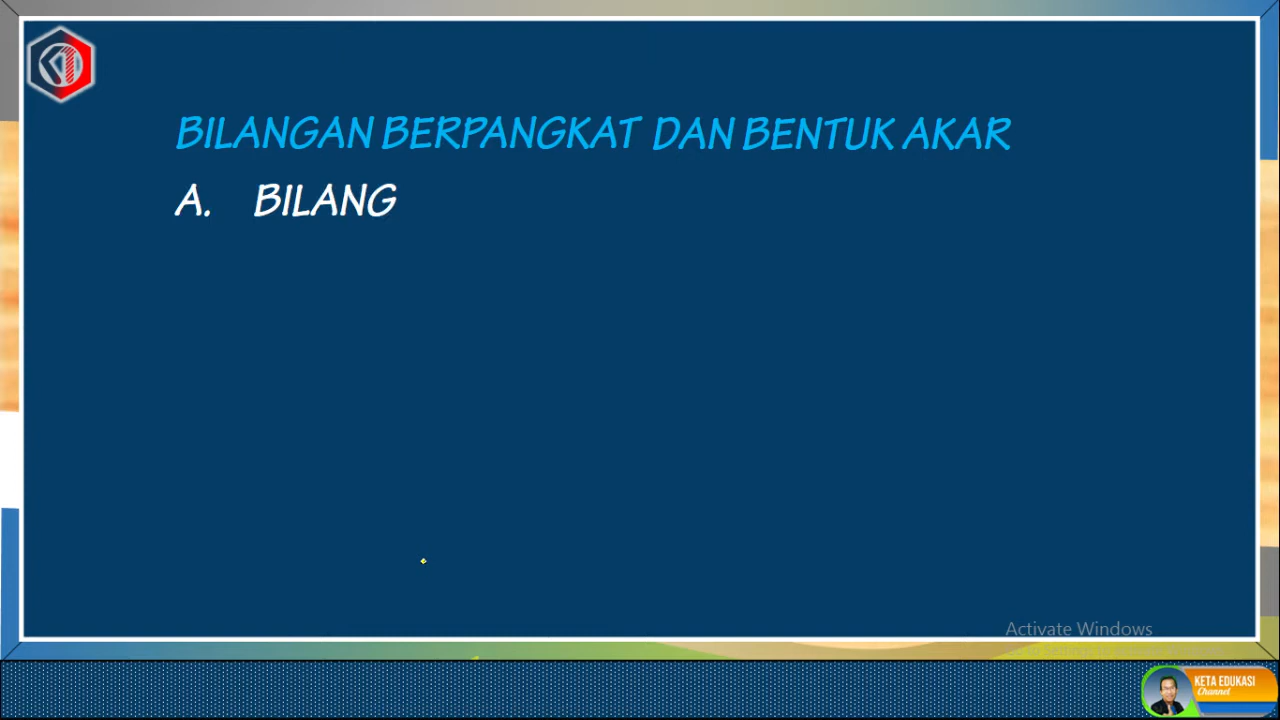 BILANGAN BERPANGKAT DAN BENTUK AKAR
A. BILANG
Activate Windows
KETA EDUKASI
Channel